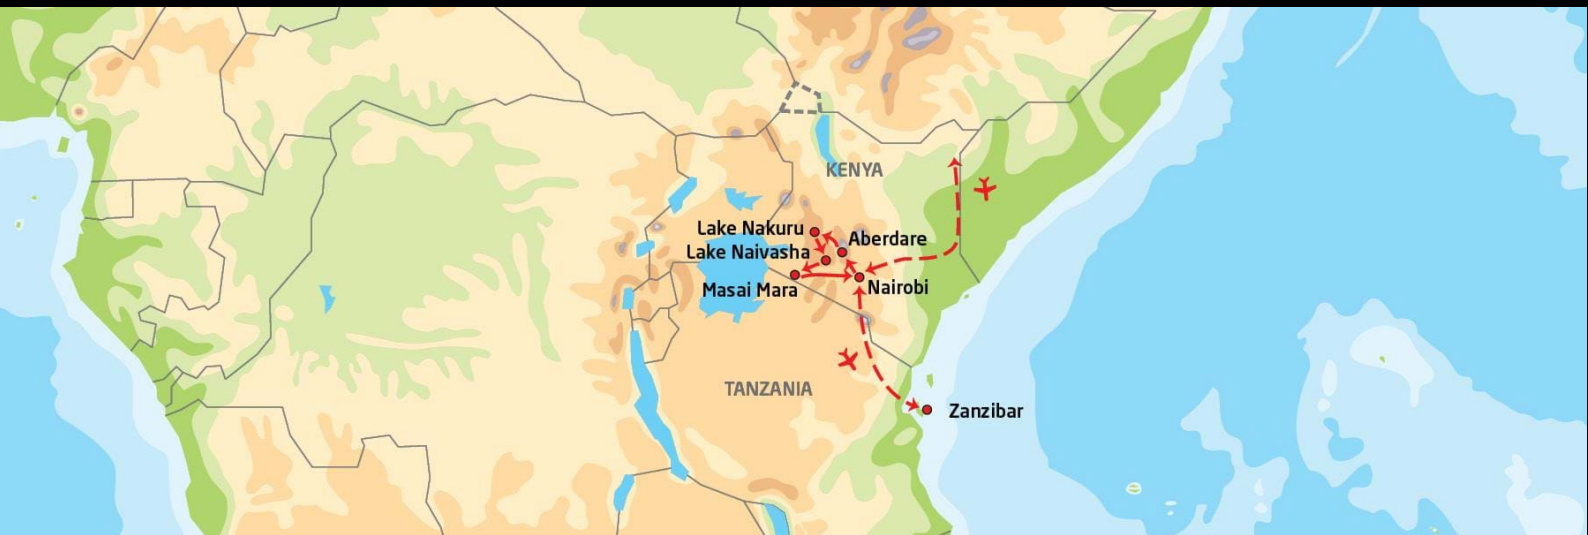 KENYA
Lake Nakuru
Aberdare
Lake Naivasha
Masai Mara
Nairobi
TANZANIA
Zanzibar